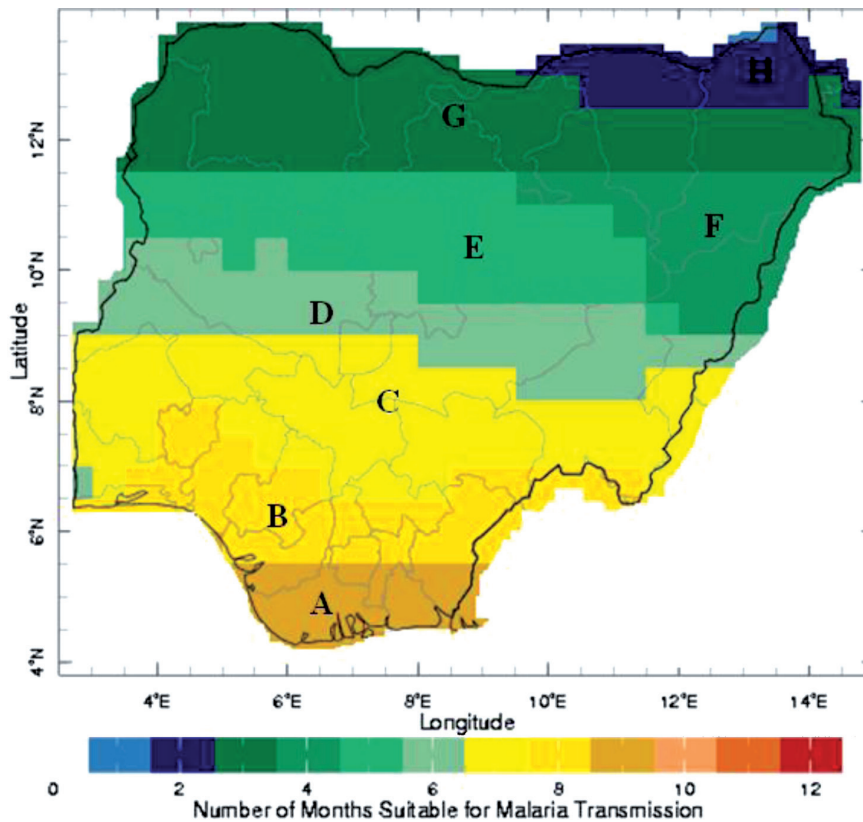 H
12°N
G
F
E
10°N
D
Latitude
8°N
C
B
6°N
A
4°N
4°E 6°E 8°E 10°E 12°E 14°E
Longitude
0 2 4 6 8 10 12
Number of Months Suitable for Malaria Transmission